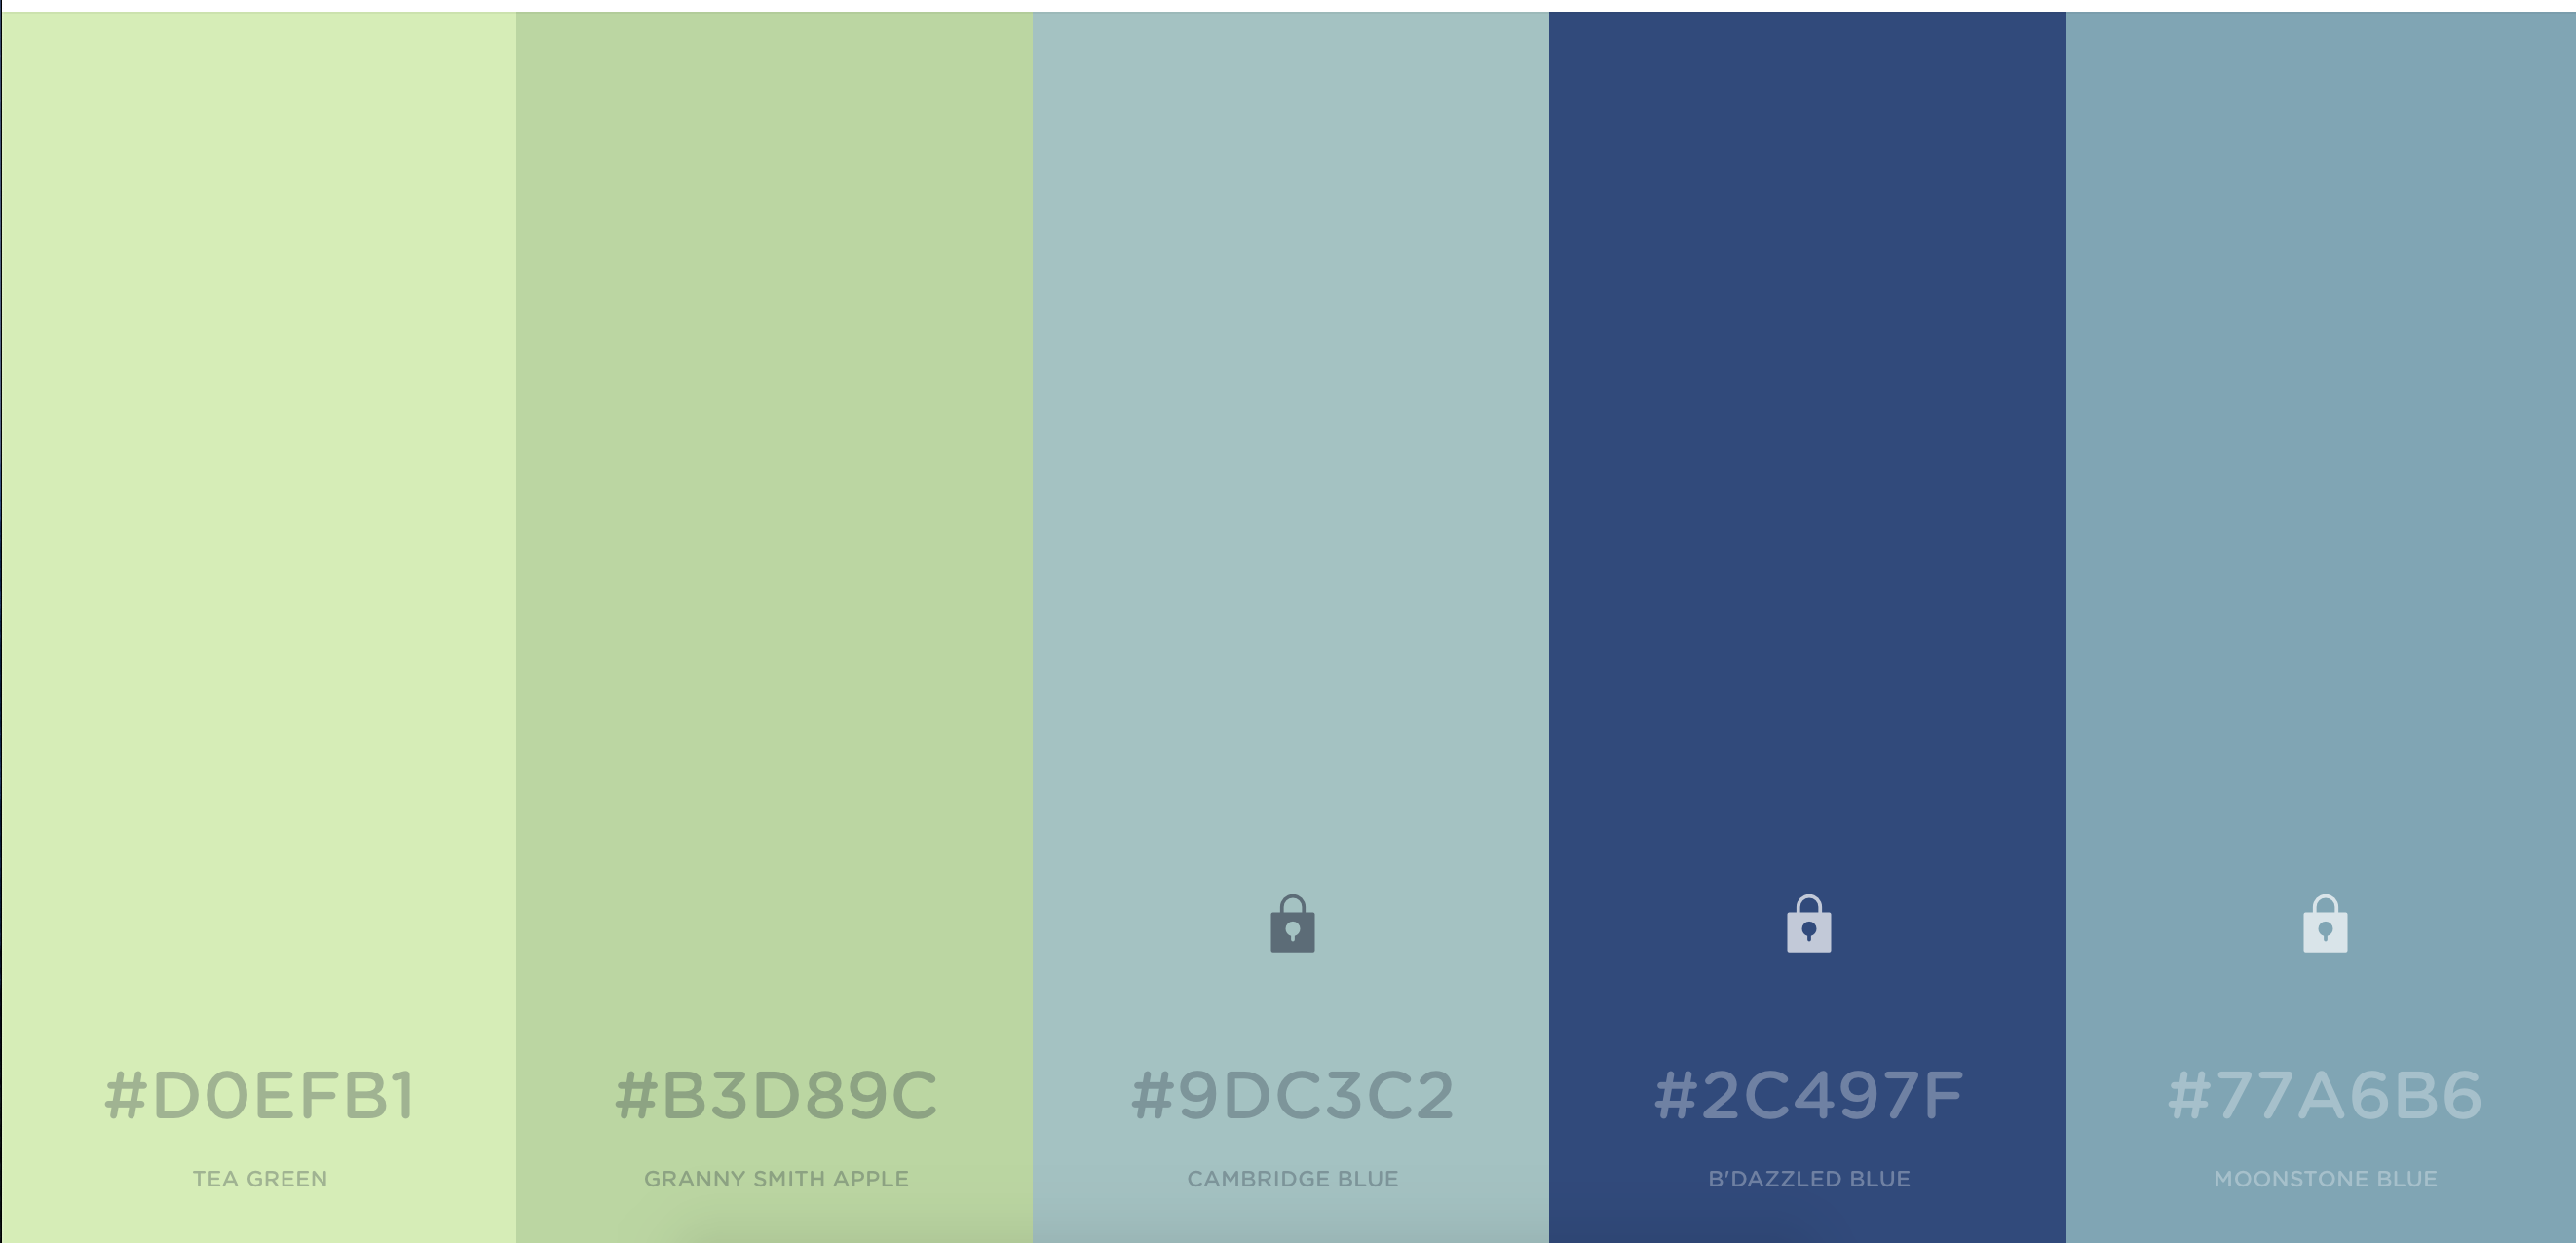 #D0EFB1
TEA GREEN
#B3D89C
GRANNY SMITH APPLE
#9DC3C2
CAMBRIDGE BLUE
#2C497F
B'DAZZLED BLUE
#77A6B6
MOONSTONE BLUE